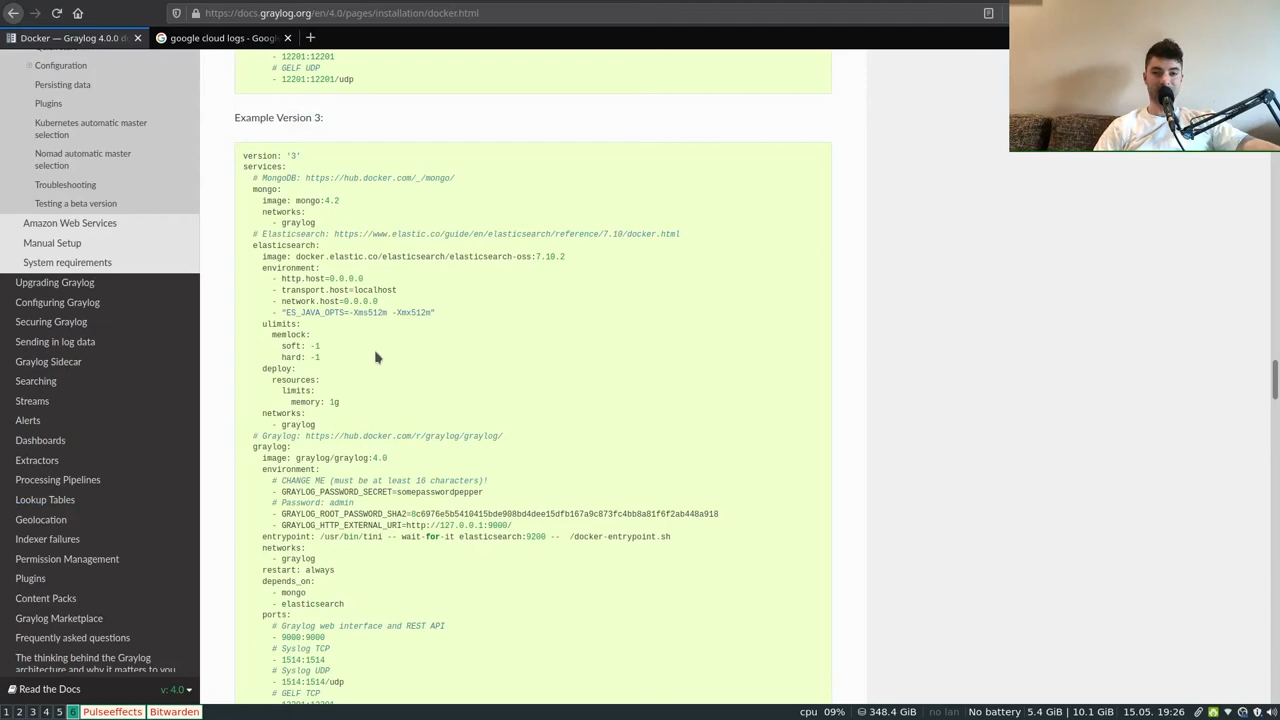 https://docs.graylog.org/en/4.0/pages/installation/docker.html
Docker — Graylog 4.0.0 do
google cloud logs - Goog
Configuration
Persisting data
Plugins
Kubernetes automatic master
selection
Nomad automatic master
selection
Troubleshooting
Testing a beta version
Amazon Web Services
Manual Setup
System requirements
Upgrading Graylog
Configuring Graylog
Securing Graylog
Sending in log data
Graylog Sidecar
Searching
Streams
Alerts
Dashboards
Extractors
Processing Pipelines
Lookup Tables
Geolocation
Indexer failures
Permission Management
Plugins
Content Packs
Graylog Marketplace
Frequently asked questions
The thinking behind the Graylog
architecture and why it matters to you
Read the Docs
v: 4.0
- 12201:12201
# GELF UDP
- 12201:12201/udp
Example Version 3:
version: '3'
services:
# MongoDB: https://hub.docker.com/_/mongo/
mongo:
image: mongo:4.2
networks:
- graylog
# Elasticsearch: https://www.elastic.co/guide/en/elasticsearch/reference/7.10/docker.html
elasticsearch:
image: docker.elastic.co/elasticsearch/elasticsearch-oss:7.10.2
environment:
- http.host=0.0.0.0
- transport.host=localhost
- network.host=0.0.0.0
- "ES_JAVA_OPTS=-Xms512m -Xmx512m"
ulimits:
memlock:
soft: -1
hard: -1
deploy:
resources:
limits:
memory: 1g
networks:
- graylog
# Graylog: https://hub.docker.com/r/graylog/graylog/
graylog:
image: graylog/graylog:4.0
environment:
# CHANGE ME (must be at least 16 characters)!
- GRAYLOG_PASSWORD_SECRET=somepasswordpepper
# Password: admin
- GRAYLOG_ROOT_PASSWORD_SHA2=8c6976e5b5410415bde908bd4dee15dfb167a9c873fc4bb8a81f6f2ab448a918
- GRAYLOG_HTTP_EXTERNAL_URI=http://127.0.0.1:9000/
entrypoint: /usr/bin/tini -- wait-for-it elasticsearch:9200 -- /docker-entrypoint.sh
networks:
- graylog
restart: always
depends_on:
- mongo
- elasticsearch
ports:
# Graylog web interface and REST API
- 9000:9000
# Syslog TCP
- 1514:1514
# Syslog UDP
- 1514:1514/udp
# GELF TCP
1 2 3 4 5 6 Pulseeffects Bitwarden
cpu 09% 348.4 GiB no lan No battery 5.4 GiB | 10.1 GiB 15.05. 19:26